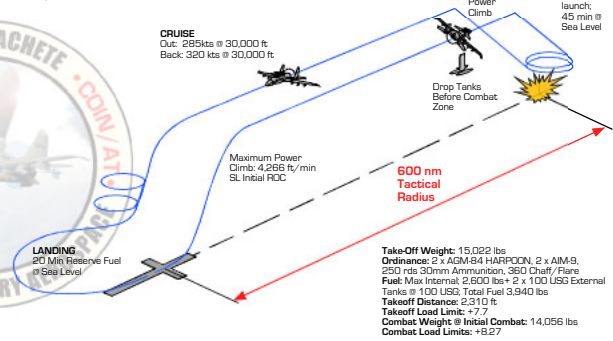 Power
Climb
launch;
45 min @
Sea Level
CRUISE
Out: 285kts @ 30,000 ft
Back: 320 kts @ 30,000 ft
Drop Tanks
Before Combat
Zone
Maximum Power
Climb: 4,266 ft/min
SL Initial ROC
600 nm
Tactical
Radius
LANDING
20 Min Reserve Fuel
@ Sea Level
Take-Off Weight: 15,022 lbs
Ordinance: 2 x AGM-84 HARPOON, 2 x AIM-9,
250 rds 30mm Ammunition, 360 Chaff/Flare
Fuel: Max Internal; 2,600 lbs+ 2 x 100 USG External
Tanks @ 100 USG; Total Fuel 3,940 lbs
Takeoff Distance: 2,310 ft
Takeoff Load Limit: +7.7
Combat Weight @ Initial Combat: 14,056 lbs
Combat Load Limits: +8.27
ACHETE
COIN/AT
AEROSPACE